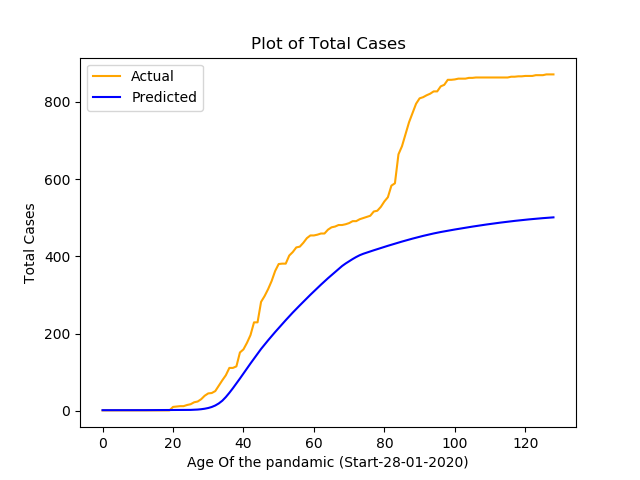 Plot of Total Cases
Actual
Predicted
800
600
400
200
0
Total Cases
0 20 40 60 80 100 120
Age Of the pandamic (Start-28-01-2020)